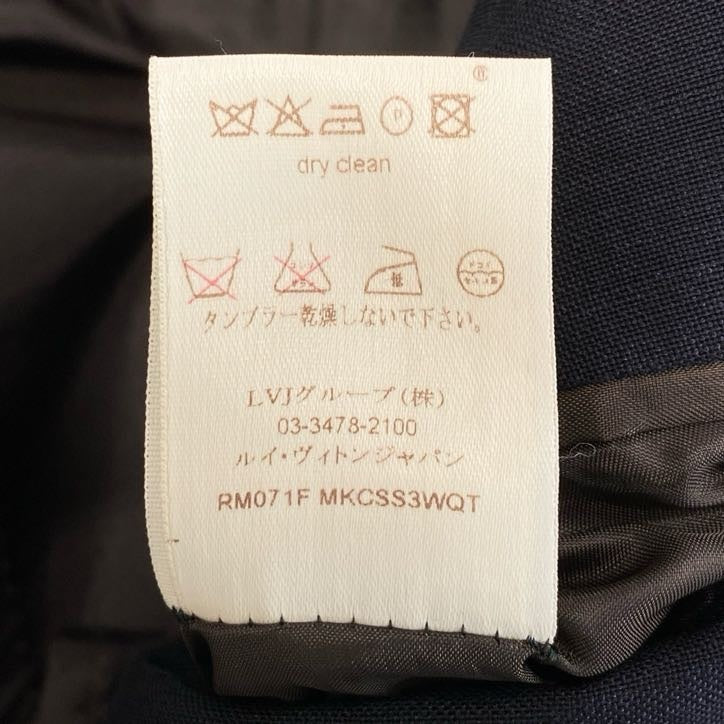 ®
P
dry clean
低
タンブラー乾燥しないで下さい。
LVJグループ(株)
03-3478-2100
ルイ・ヴィトンジャパン
RM071F MKCSS3WQT